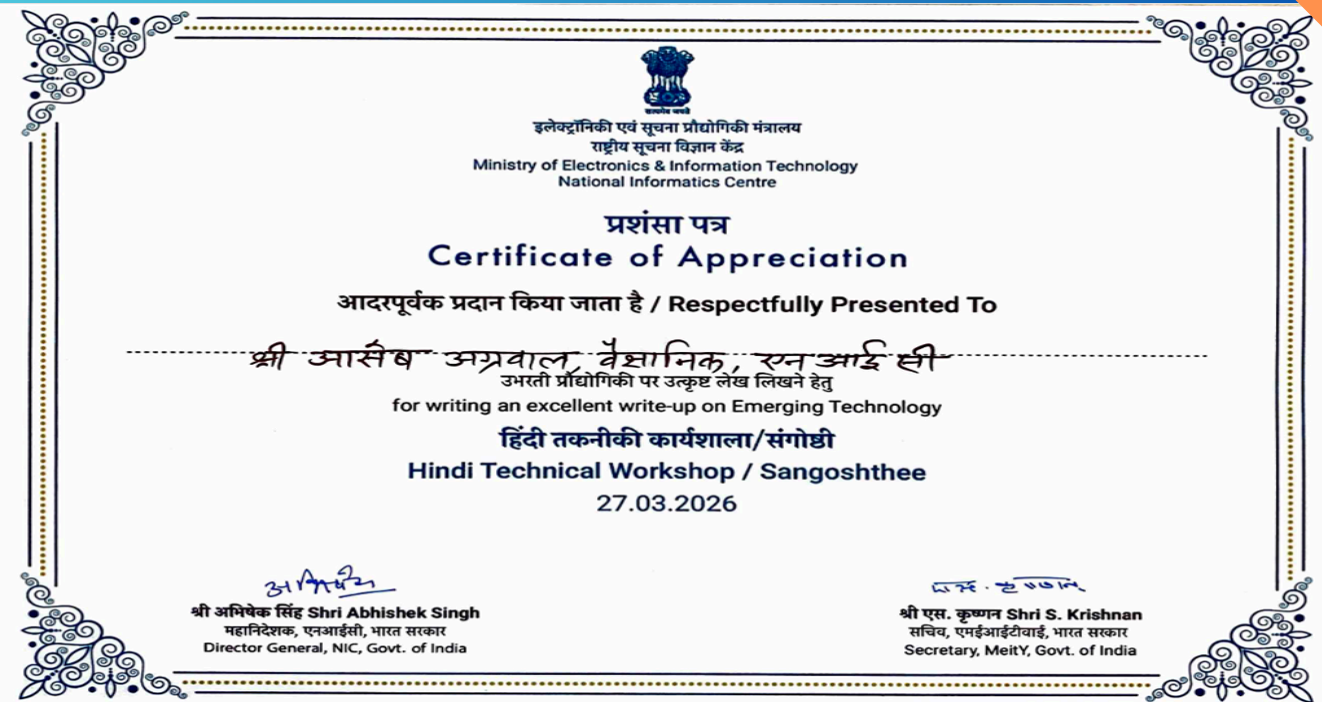 सत्यमेव जयते
इलेक्ट्रॉनिकी एवं सूचना प्रौद्योगिकी मंत्रालय
राष्ट्रीय सूचना विज्ञान केंद्र
Ministry of Electronics & Information Technology
National Informatics Centre
प्रशंसा पत्र
Certificate of Appreciation
आदरपूर्वक प्रदान किया जाता है / Respectfully Presented To
श्री आसेब अग्रवाल, वैज्ञानिक, एन आई सी
उभरती प्रौद्योगिकी पर उत्कृष्ट लेख लिखने हेतु
for writing an excellent write-up on Emerging Technology
हिंदी तकनीकी कार्यशाला/संगोष्ठी
Hindi Technical Workshop / Sangoshthee
27.03.2026
श्री अभिषेक सिंह Shri Abhishek Singh
महानिदेशक, एनआईसी, भारत सरकार
Director General, NIC, Govt. of India
श्री एस. कृष्णन Shri S. Krishnan
सचिव, एमईआईटीवाई, भारत सरकार
Secretary, MeitY, Govt. of India